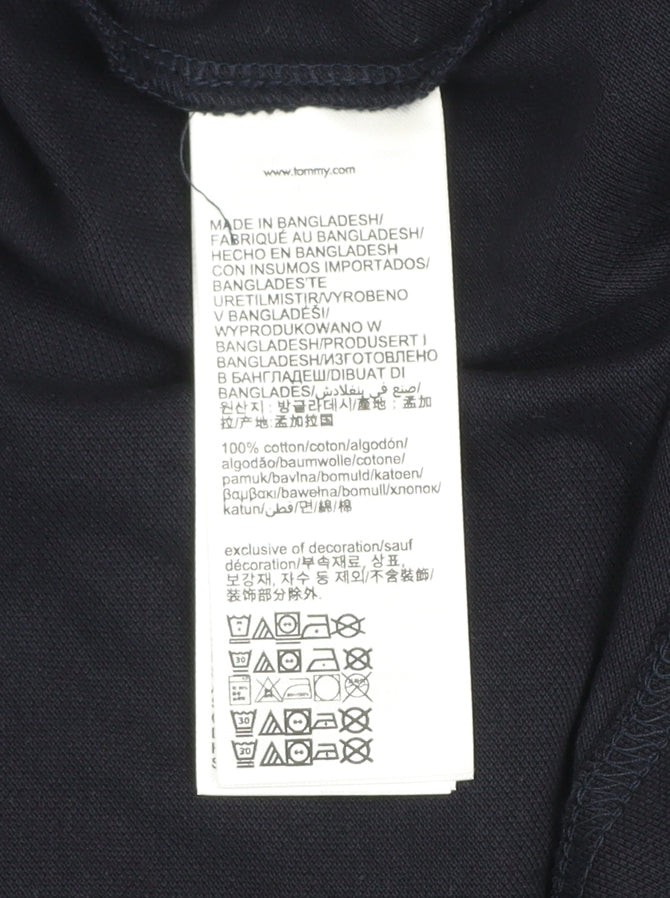 www.tommy.com
MADE IN BANGLADESH/
FABRIQUÉ AU BANGLADESH/
HECHO EN BANGLADESH
CON INSUMOS IMPORTADOS/
BANGLADES'TE
URETILMISTIR/VYROBENO
V BANGLADÉŠI/
WYPRODUKOWANO W
BANGLADESH/PRODUSERT I
BANGLADESH/ИЗГОТОВЛЕНО
В БАНГЛАДЕШ/DIBUAT DI
BANGLADES/صنع في بنغلادش/
원산지 : 방글라데시/產地 : 孟加
拉/产地:孟加拉国
100% cotton/coton/algodón/
algodão/baumwolle/cotone/
pamuk/bavlna/bomuld/katoen/
βαμβακι/bawełna/bomull/хлопок/
katun/قطن/면/綿/棉
exclusive of decoration/sauf
décoration/부속재료, 상표,
보강재, 자수 등 제외/不含裝飾/
装饰部分除外.
30
30
30